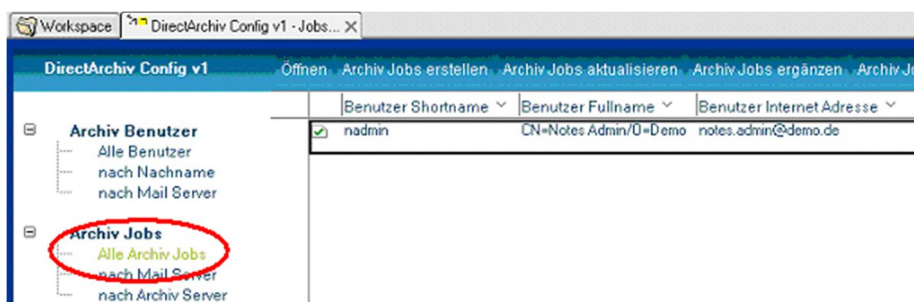 Workspace DirectArchiv Config v1 - Jobs...
DirectArchiv Config v1 Öffnen Archiv Jobs erstellen Archiv Jobs aktualisieren Archiv Jobs ergänzen Archiv J
Benutzer Shortname Benutzer Fullname Benutzer Internet Adresse
nadmin CN=Notes Admin/O=Demo notes.admin@demo.de
Archiv Benutzer
Alle Benutzer
nach Nachname
nach Mail Server
Archiv Jobs
Alle Archiv Jobs
nach Mail Server
nach Archiv Server